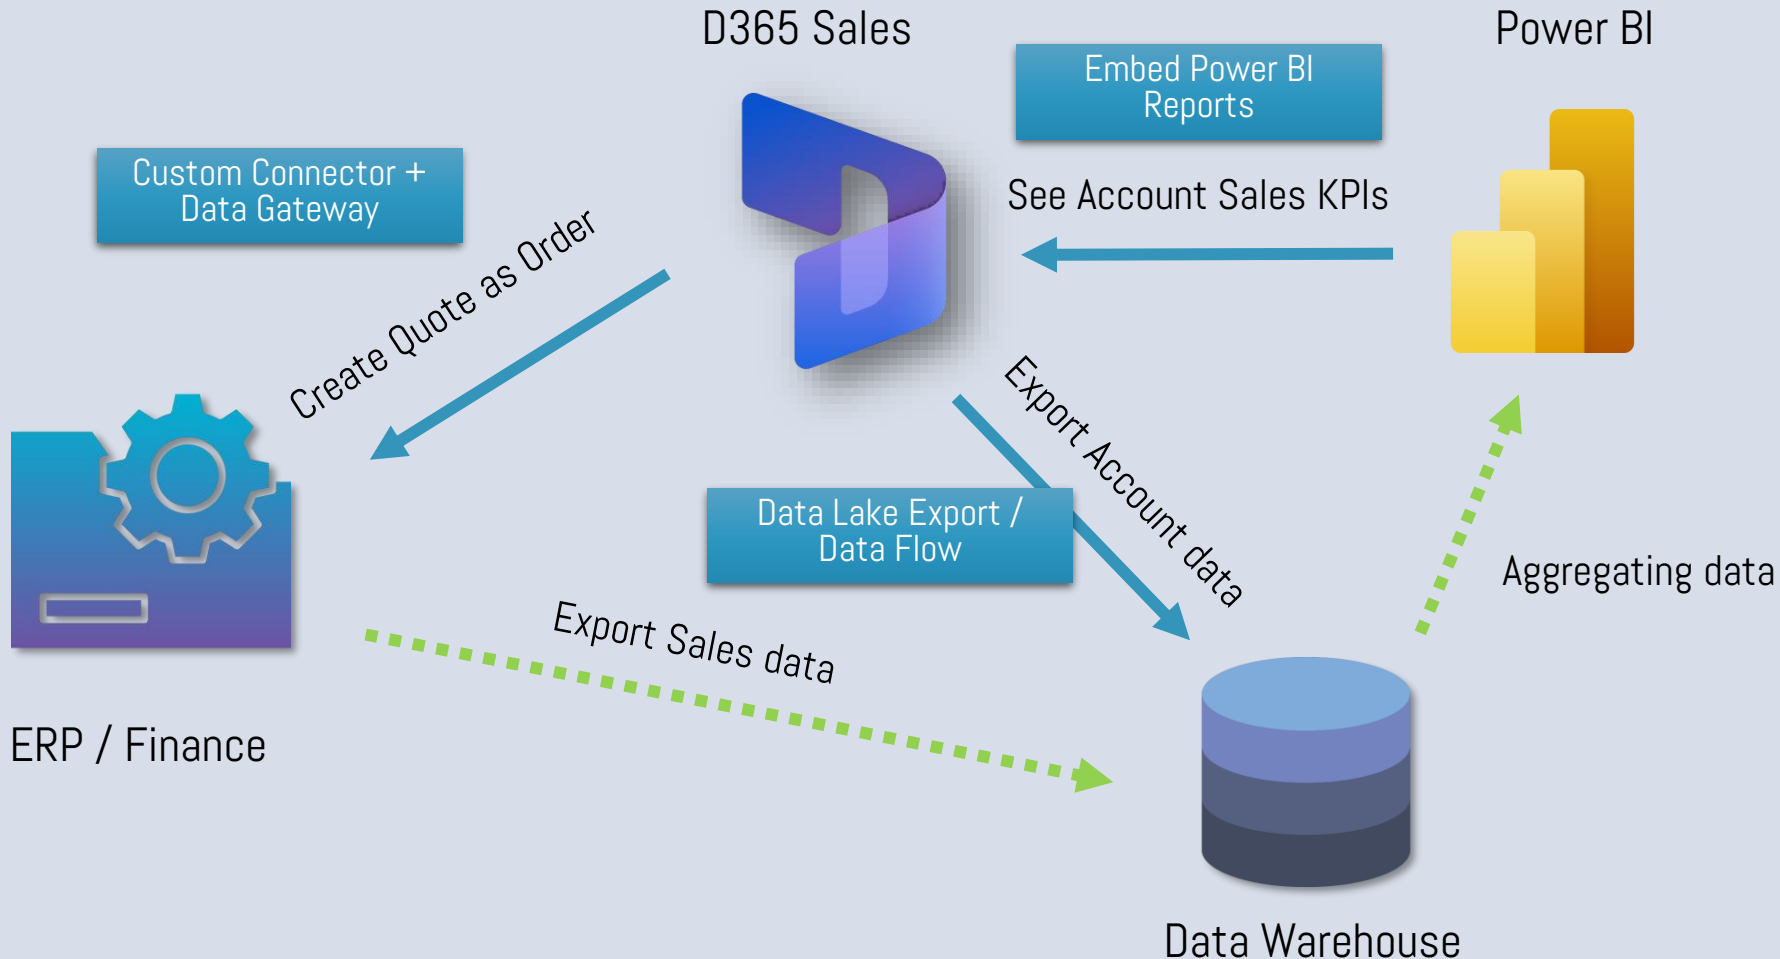 D365 Sales
Power BI
Embed Power BI
Reports
Custom Connector +
Data Gateway
See Account Sales KPIs
Create Quote as Order
Export Account data
Data Lake Export /
Data Flow
Aggregating data
Export Sales data
ERP / Finance
Data Warehouse